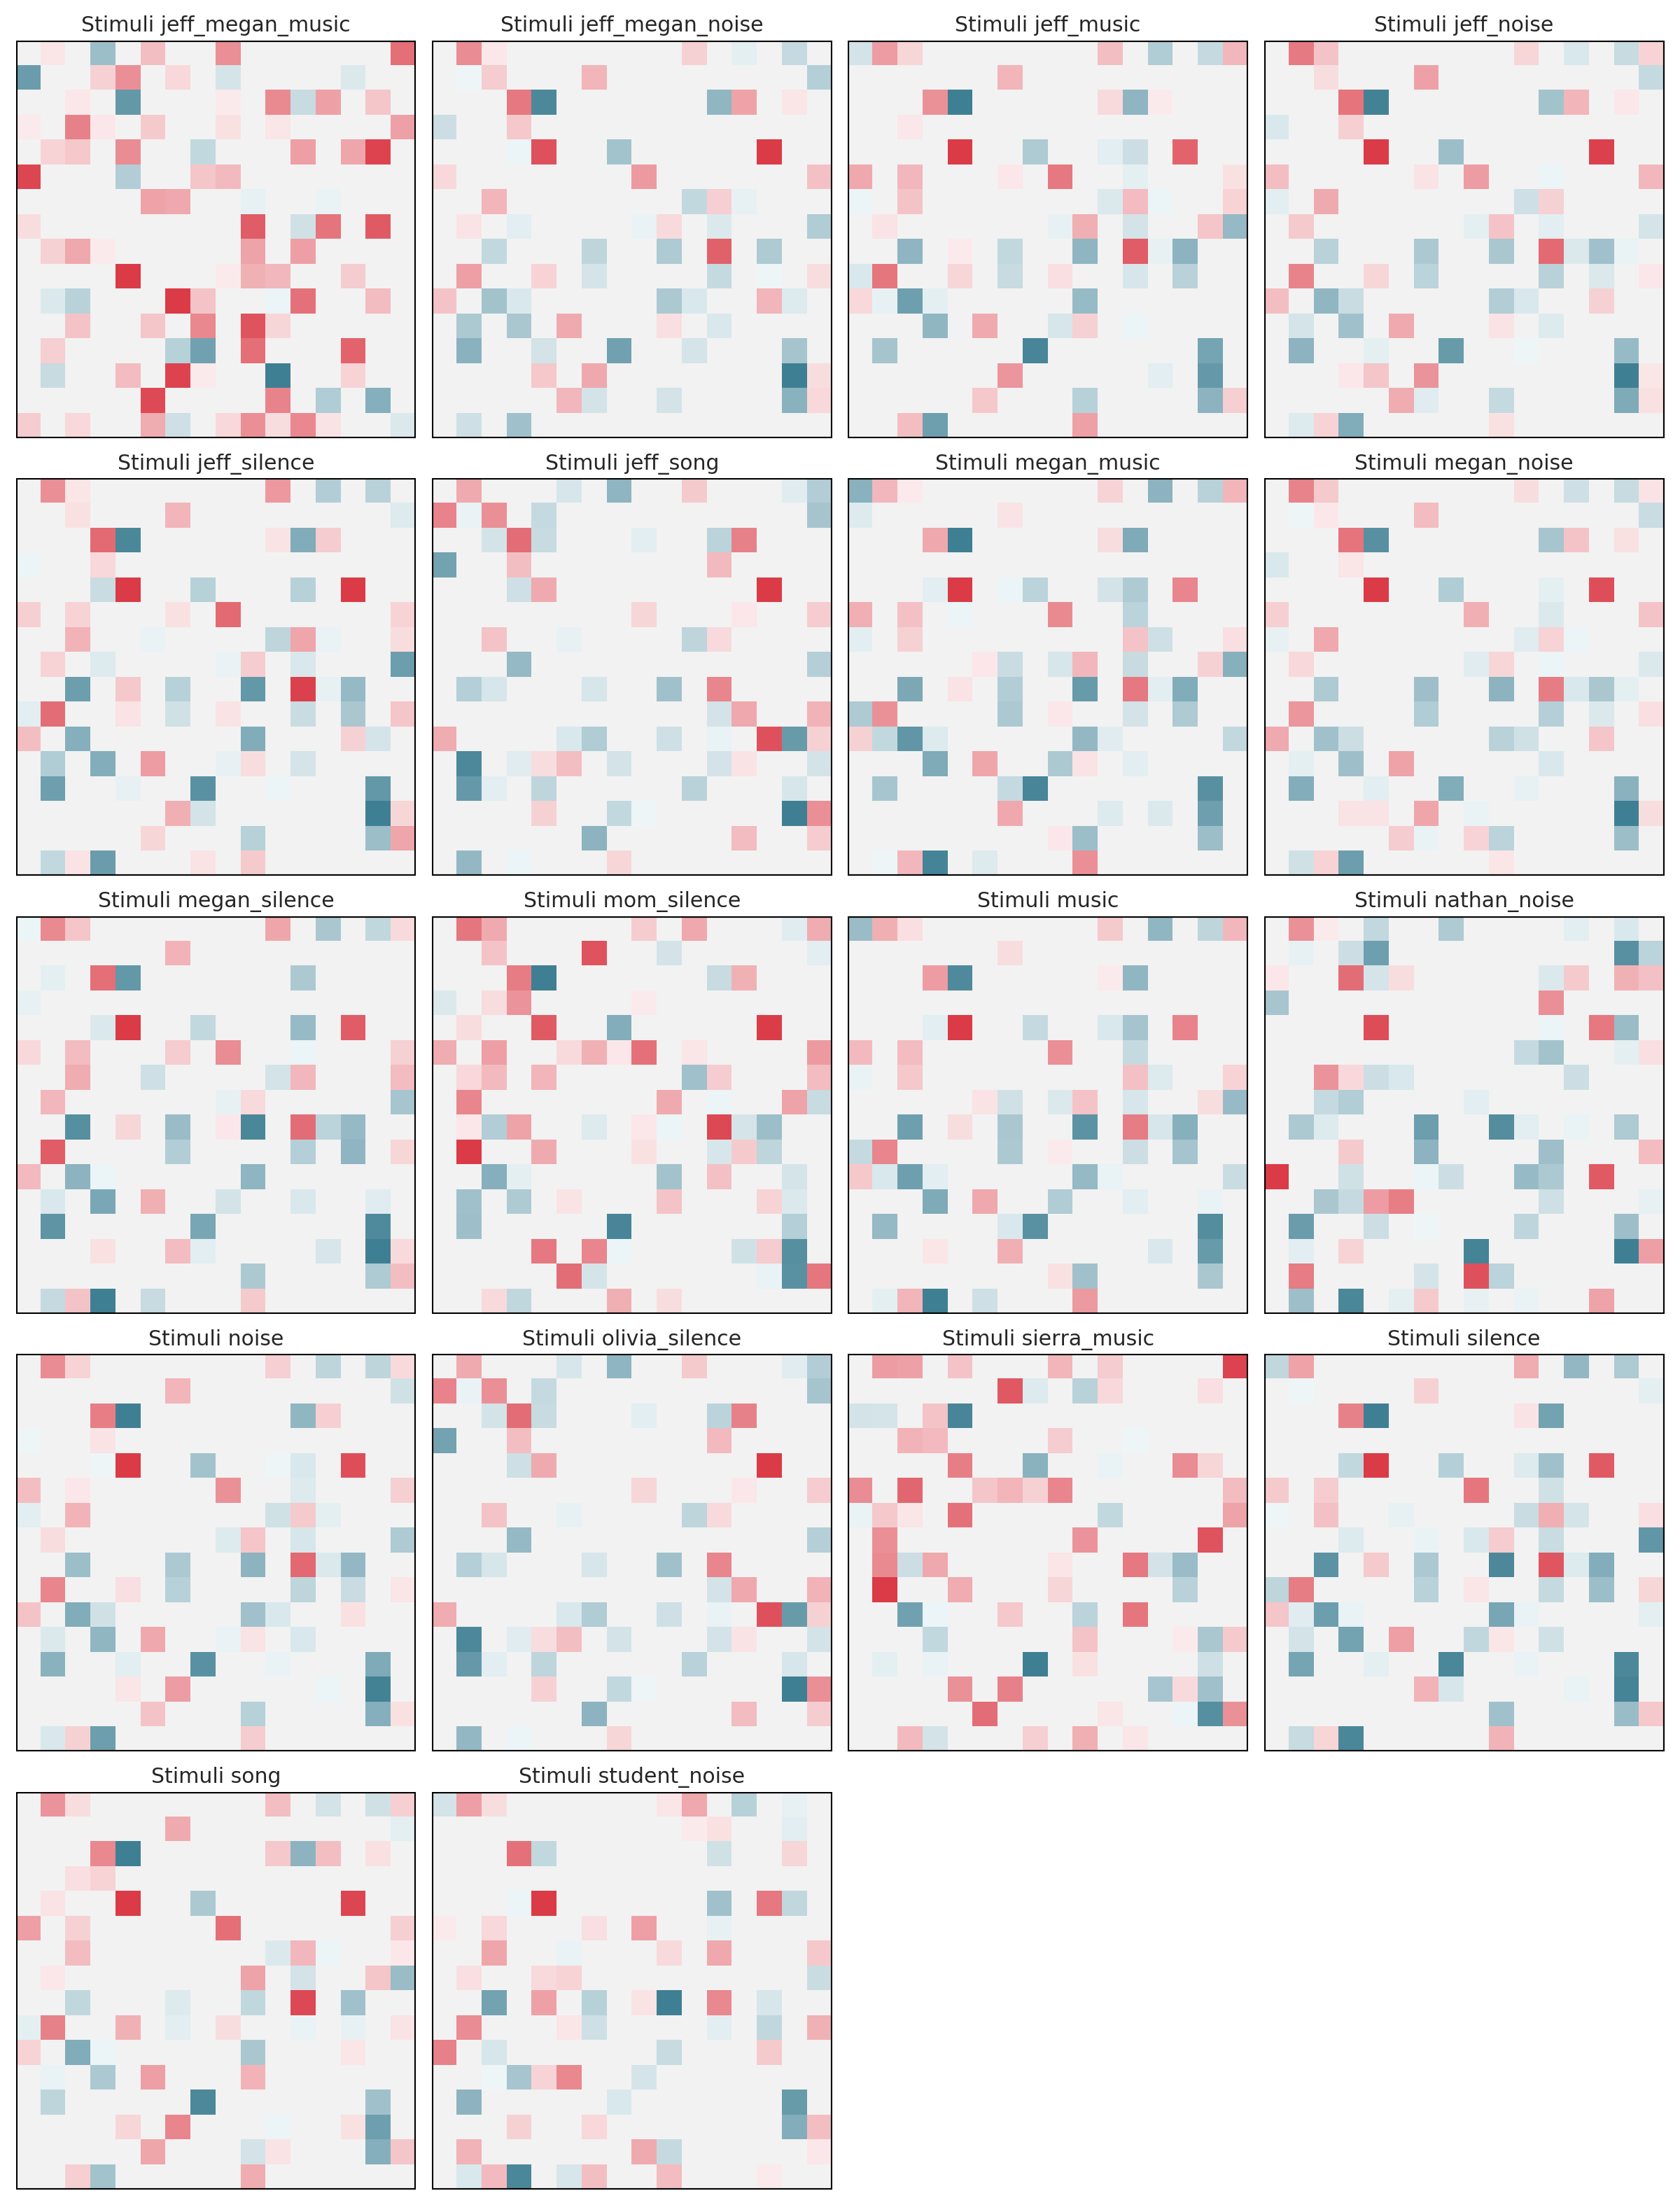 Stimuli jeff_megan_music
Stimuli jeff_megan_noise
Stimuli jeff_music
Stimuli jeff_noise
Stimuli jeff_silence
Stimuli jeff_song
Stimuli megan_music
Stimuli megan_noise
Stimuli megan_silence
Stimuli mom_silence
Stimuli music
Stimuli nathan_noise
Stimuli noise
Stimuli olivia_silence
Stimuli sierra_music
Stimuli silence
Stimuli song
Stimuli student_noise